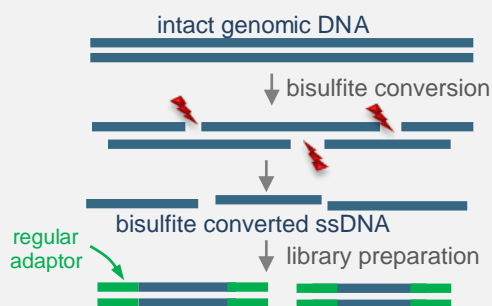 intact genomic DNA
bisulfite conversion
bisulfite converted ssDNA
regular
adaptor
library preparation